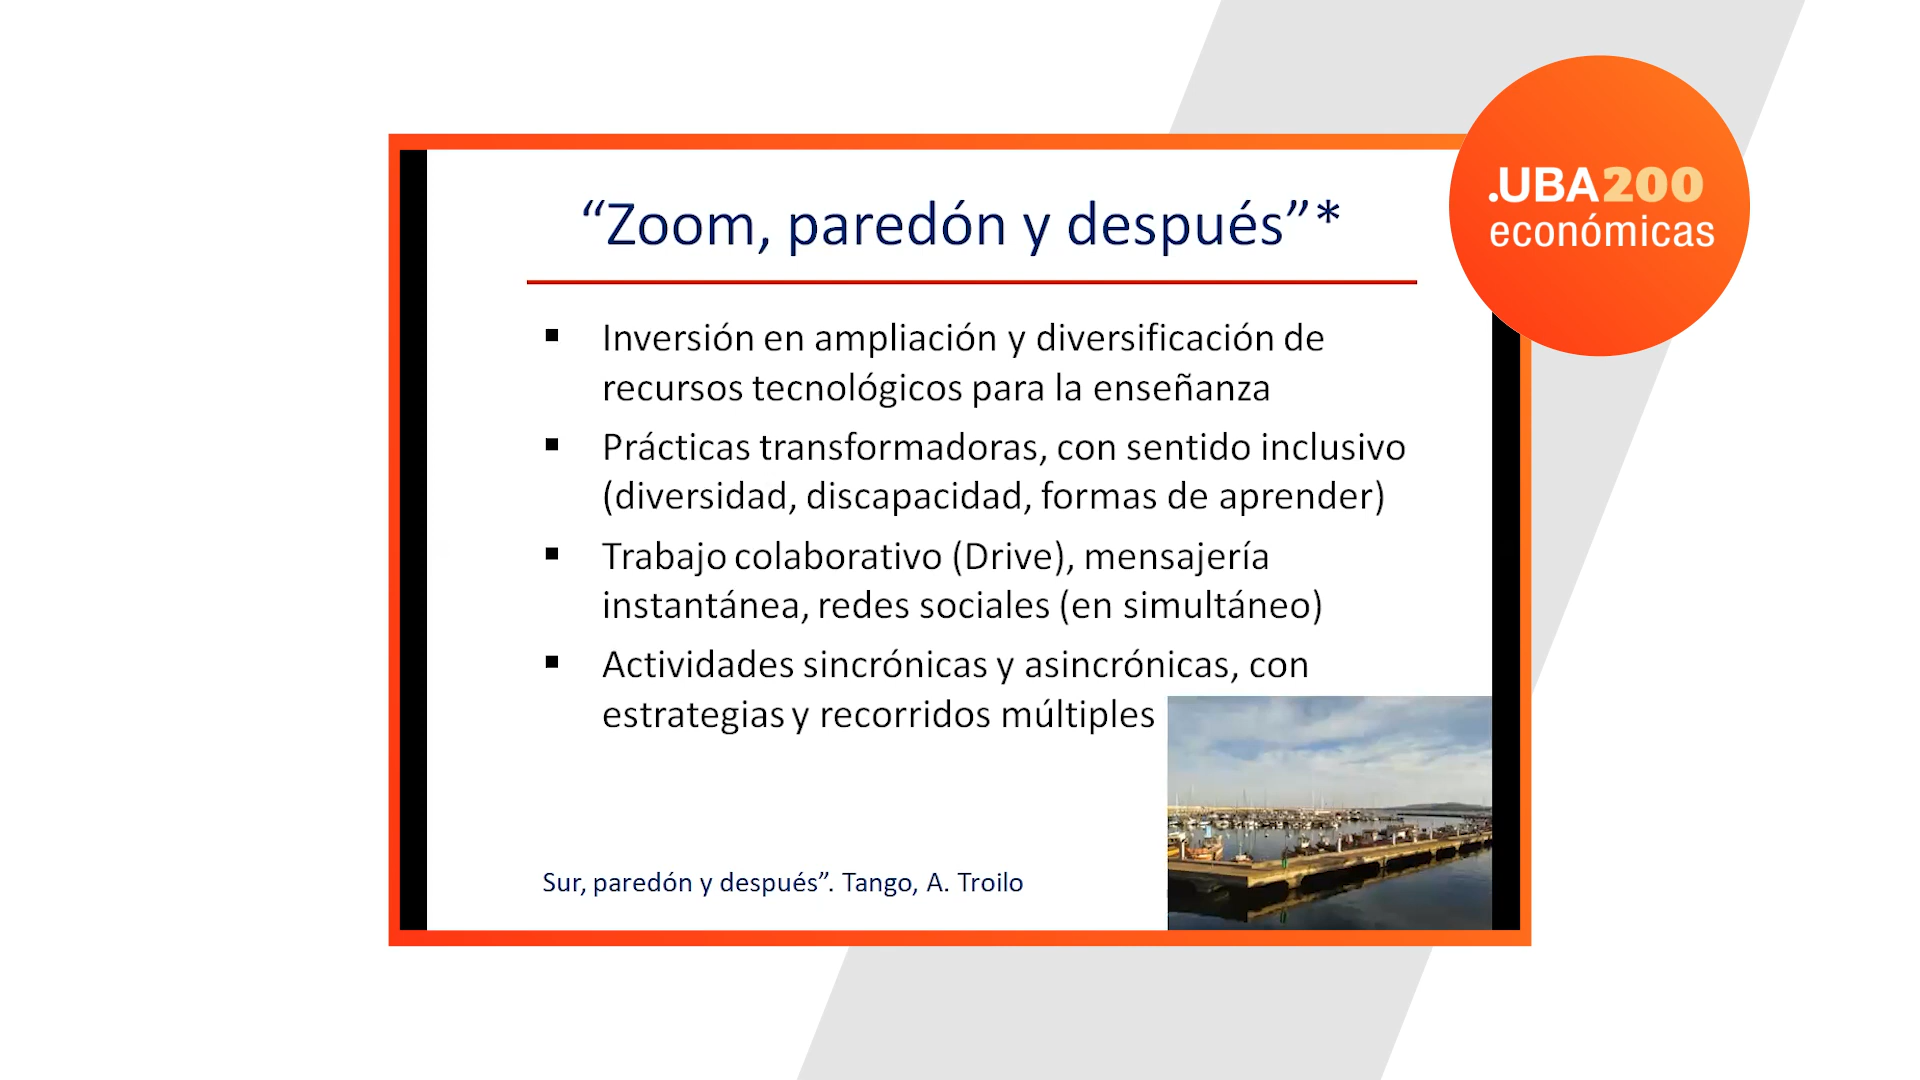 “Zoom, paredón y después”*
.UBA200
económicas
▪ Inversión en ampliación y diversificación de
recursos tecnológicos para la enseñanza
▪ Prácticas transformadoras, con sentido inclusivo
(diversidad, discapacidad, formas de aprender)
▪ Trabajo colaborativo (Drive), mensajería
instantánea, redes sociales (en simultáneo)
▪ Actividades sincrónicas y asincrónicas, con
estrategias y recorridos múltiples
Sur, paredón y después”. Tango, A. Troilo